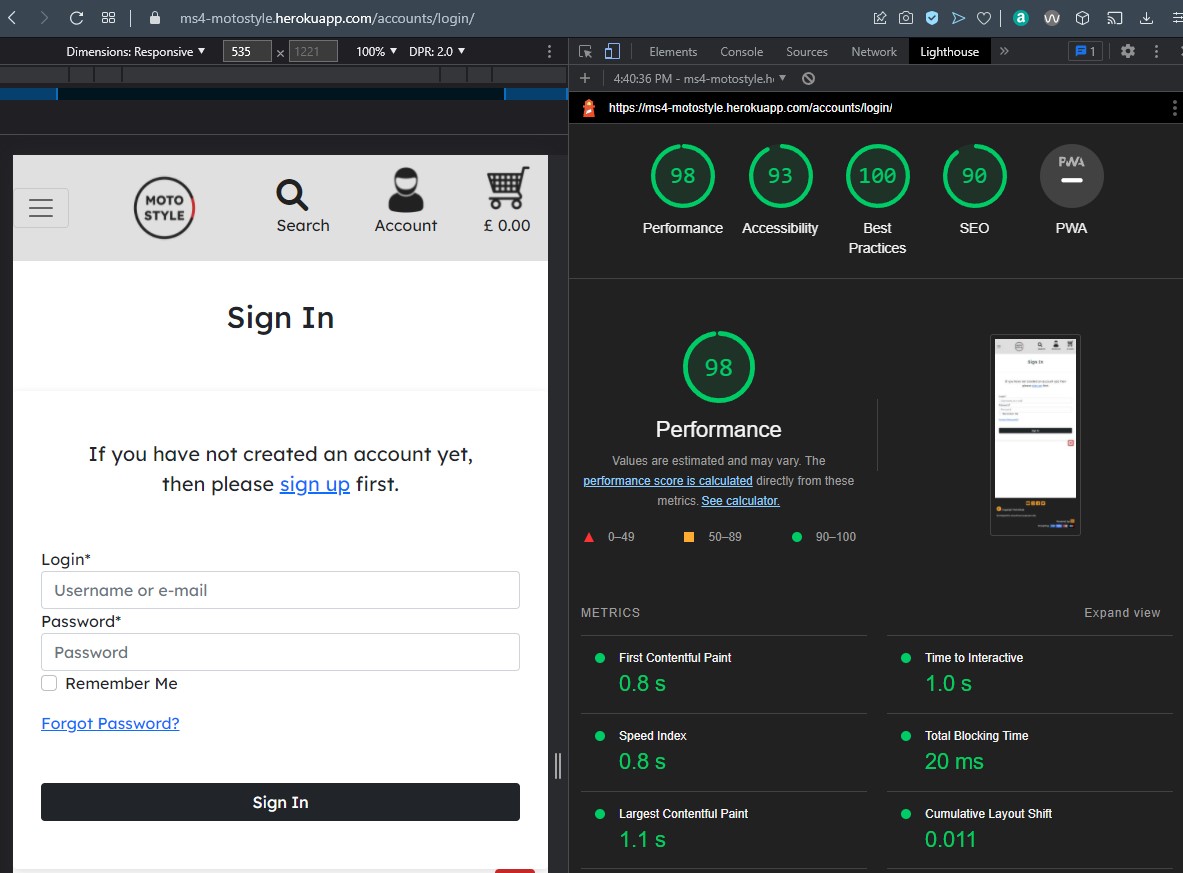 ms4-motostyle.herokuapp.com/accounts/login/
Dimensions: Responsive ▼ 535 × 1221 100% ▼ DPR: 2.0 ▼
MOTO
STYLE
Search
Account
£ 0.00
Sign In
If you have not created an account yet,
then please sign up first.
Login*
Username or e-mail
Password*
Password
Remember Me
Forgot Password?
Sign In
Elements Console Sources Network Lighthouse » 1
4:40:36 PM - ms4-motostyle.h
https://ms4-motostyle.herokuapp.com/accounts/login/
98 93 100 90 PWA
Performance Accessibility Best
Practices SEO PWA
98
Performance
Values are estimated and may vary. The
performance score is calculated directly from these
metrics. See calculator.
0–49 50–89 90–100
METRICS Expand view
First Contentful Paint
0.8 s
Time to Interactive
1.0 s
Speed Index
0.8 s
Total Blocking Time
20 ms
Largest Contentful Paint
1.1 s
Cumulative Layout Shift
0.011